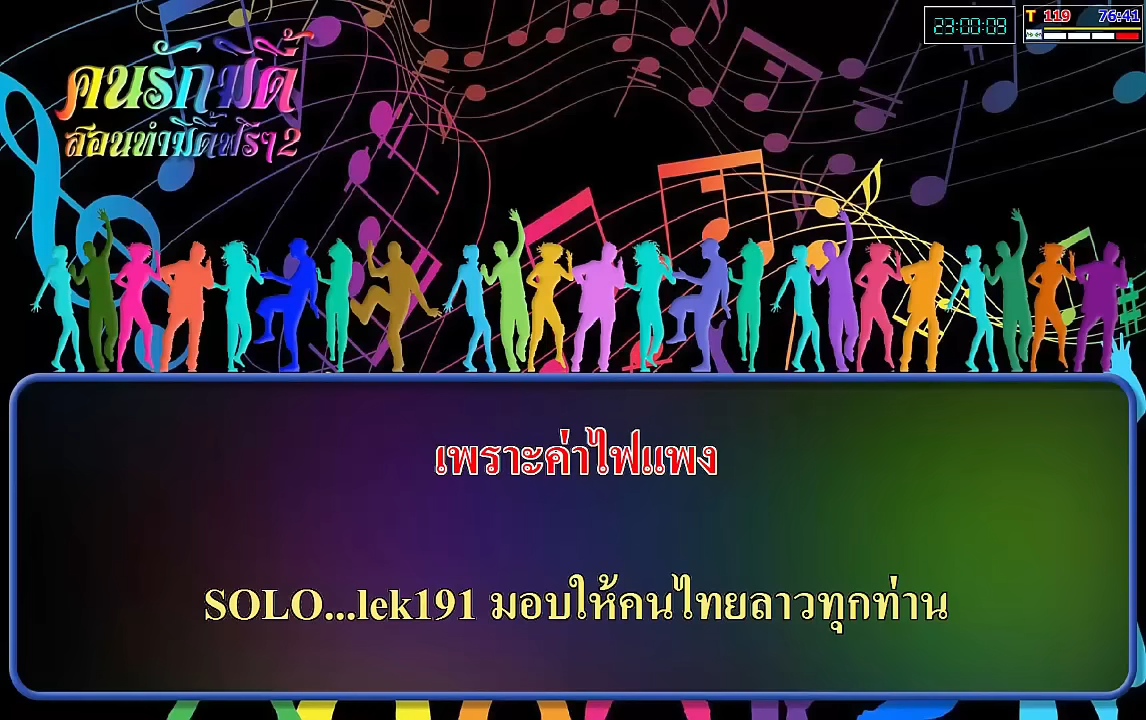 คนรักมิดี้
สอนทำมิดี้ฟรีๆ 2
23:00:09
T 119 76:41
เพราะค่าไฟแพง
SOLO...lek191 มอบให้คนไทยลาวทุกท่าน